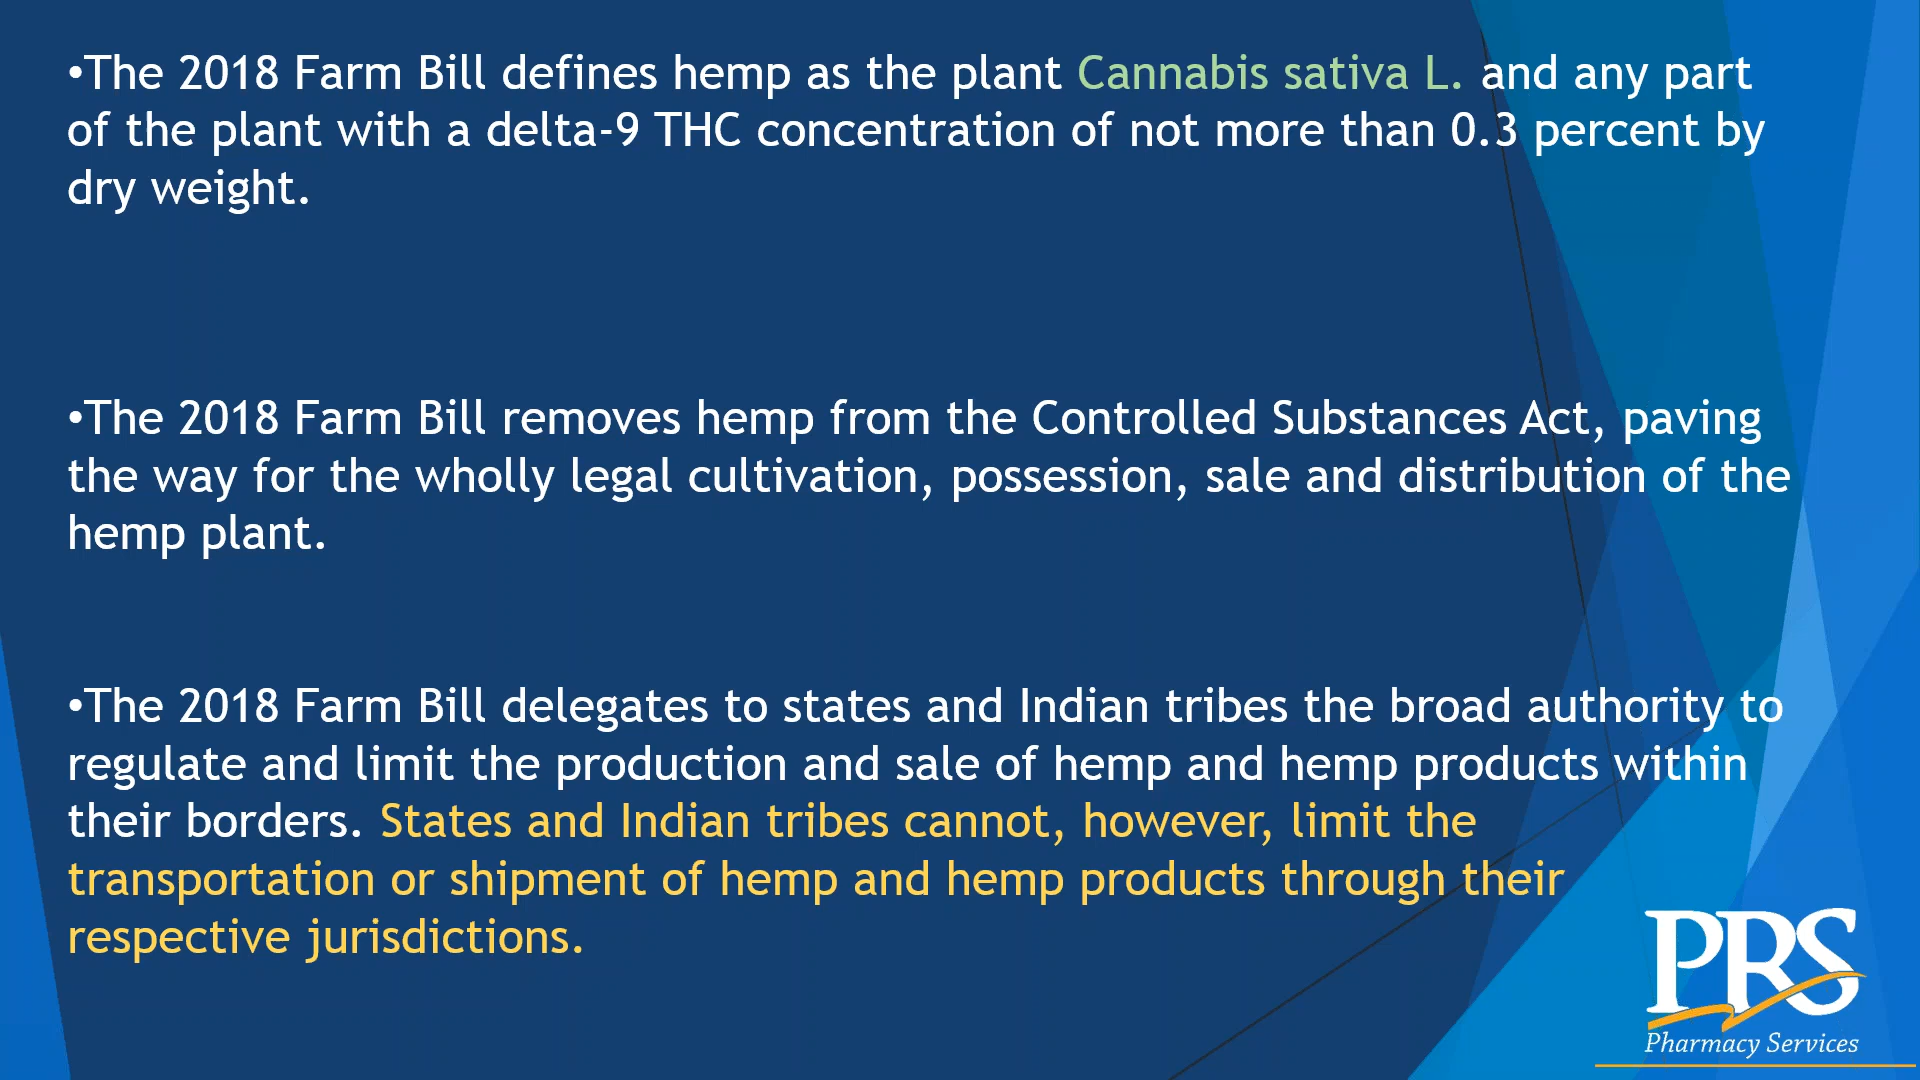 •The 2018 Farm Bill defines hemp as the plant Cannabis sativa L. and any part
of the plant with a delta-9 THC concentration of not more than 0.3 percent by
dry weight.
•The 2018 Farm Bill removes hemp from the Controlled Substances Act, paving
the way for the wholly legal cultivation, possession, sale and distribution of the
hemp plant.
•The 2018 Farm Bill delegates to states and Indian tribes the broad authority to
regulate and limit the production and sale of hemp and hemp products within
their borders. States and Indian tribes cannot, however, limit the
transportation or shipment of hemp and hemp products through their
respective jurisdictions.
PRS
Pharmacy Services